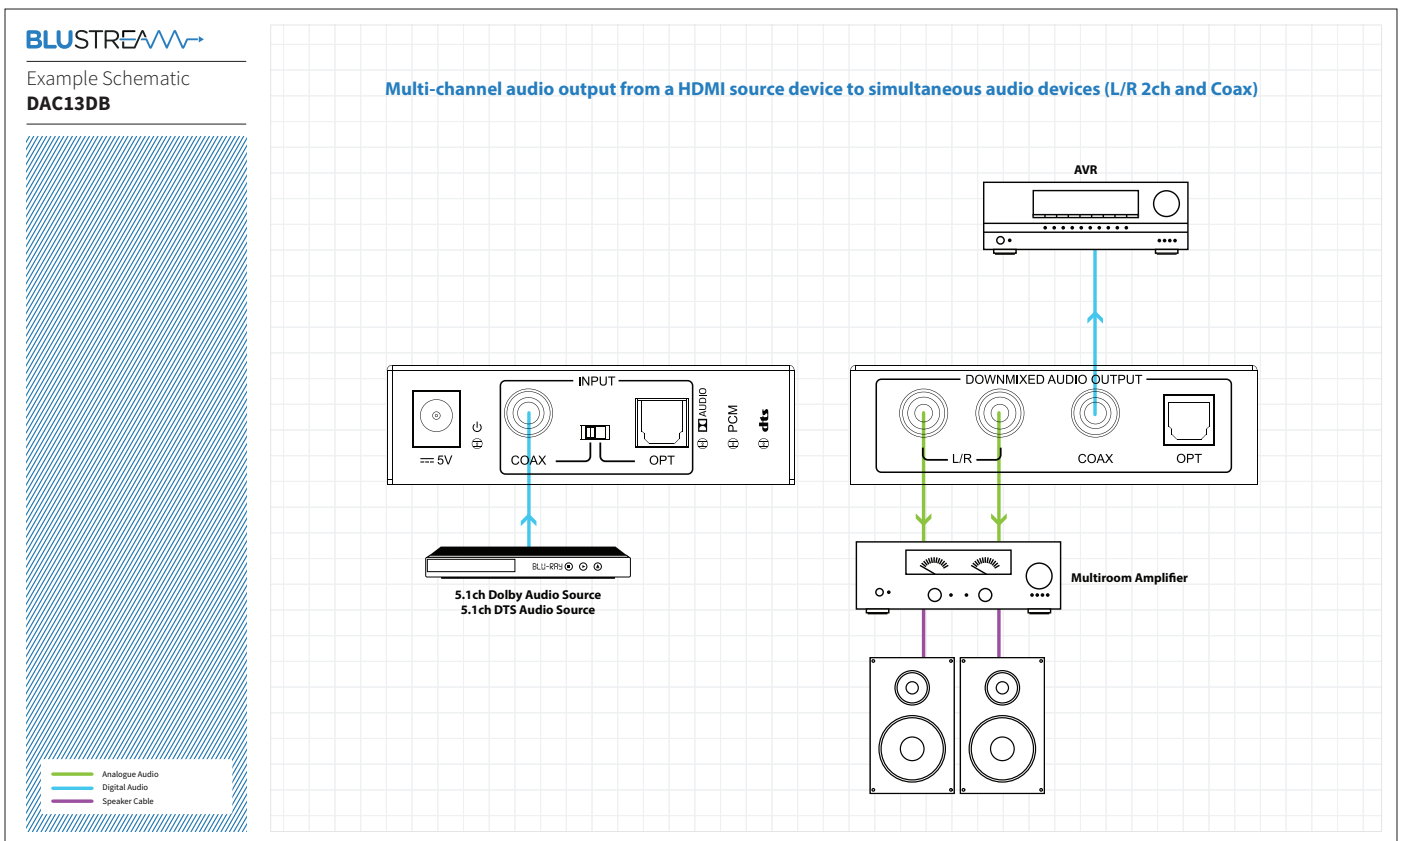 BLUSTREAM
Example Schematic
DAC13DB
Multi-channel audio output from a HDMI source device to simultaneous audio devices (L/R 2ch and Coax)
AVR
INPUT
5V
COAX
OPT
AUDIO
PCM
dts
DOWNMIXED AUDIO OUTPUT
L/R
COAX
OPT
BLU-RAY
5.1ch Dolby Audio Source
5.1ch DTS Audio Source
Multiroom Amplifier
Analogue Audio
Digital Audio
Speaker Cable